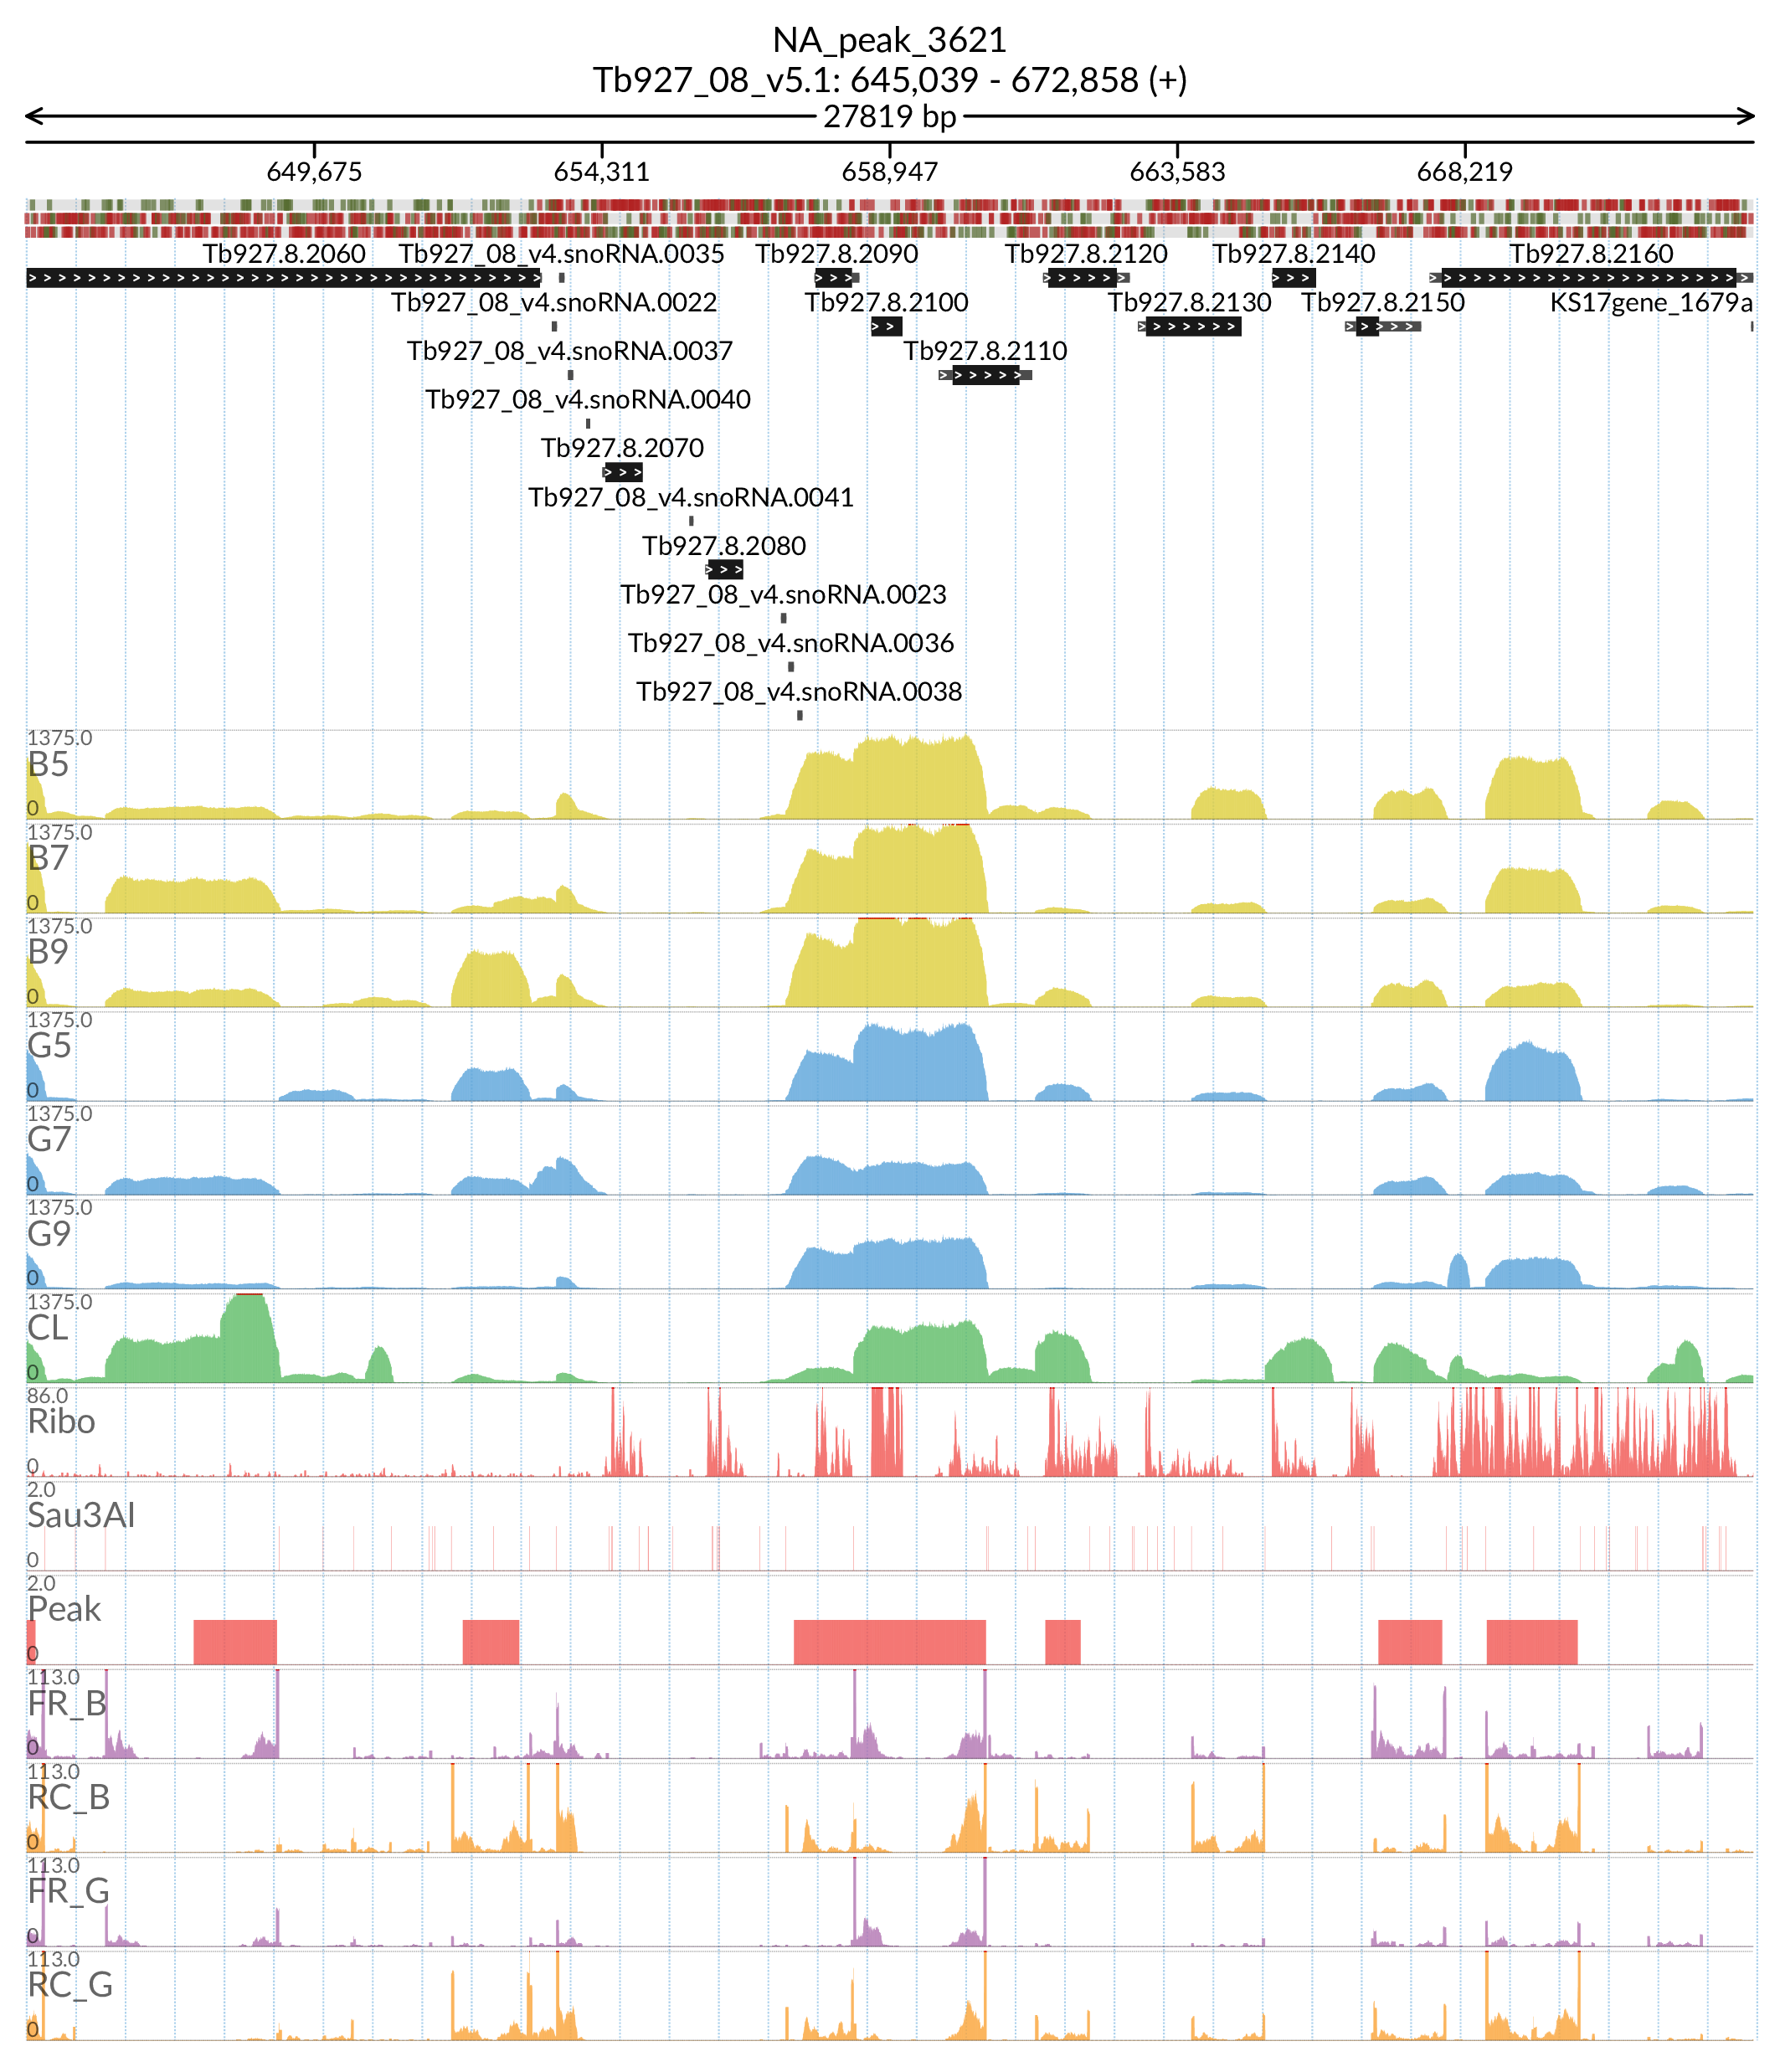 NA_peak_3621
Tb927_08_v5.1: 645,039 - 672,858 (+)
27819 bp
649,675 654,311 658,947 663,583 668,219
Tb927.8.2060 Tb927_08_v4.snoRNA.0035 Tb927.8.2090 Tb927.8.2120 Tb927.8.2140 Tb927.8.2160
Tb927_08_v4.snoRNA.0022 Tb927.8.2100 Tb927.8.2130 Tb927.8.2150 KS17gene_1679a
Tb927_08_v4.snoRNA.0037 Tb927.8.2110
Tb927_08_v4.snoRNA.0040
Tb927.8.2070
Tb927_08_v4.snoRNA.0041
Tb927.8.2080
Tb927_08_v4.snoRNA.0023
Tb927_08_v4.snoRNA.0036
Tb927_08_v4.snoRNA.0038
1375.0
B5
0
1375.0
B7
0
1375.0
B9
0
1375.0
G5
0
1375.0
G7
0
1375.0
G9
0
1375.0
CL
0
86.0
Ribo
0
2.0
Sau3AI
0
2.0
Peak
0
113.0
FR_B
0
113.0
RC_B
0
113.0
FR_G
0
113.0
RC_G
0